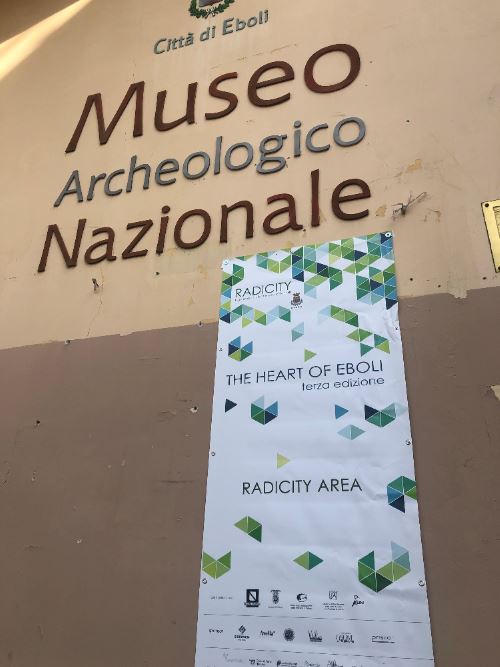 Città di Eboli
Museo
Archeologico
Nazionale
RADICITY
THE HEART OF EBOLI
terza edizione
RADICITY AREA